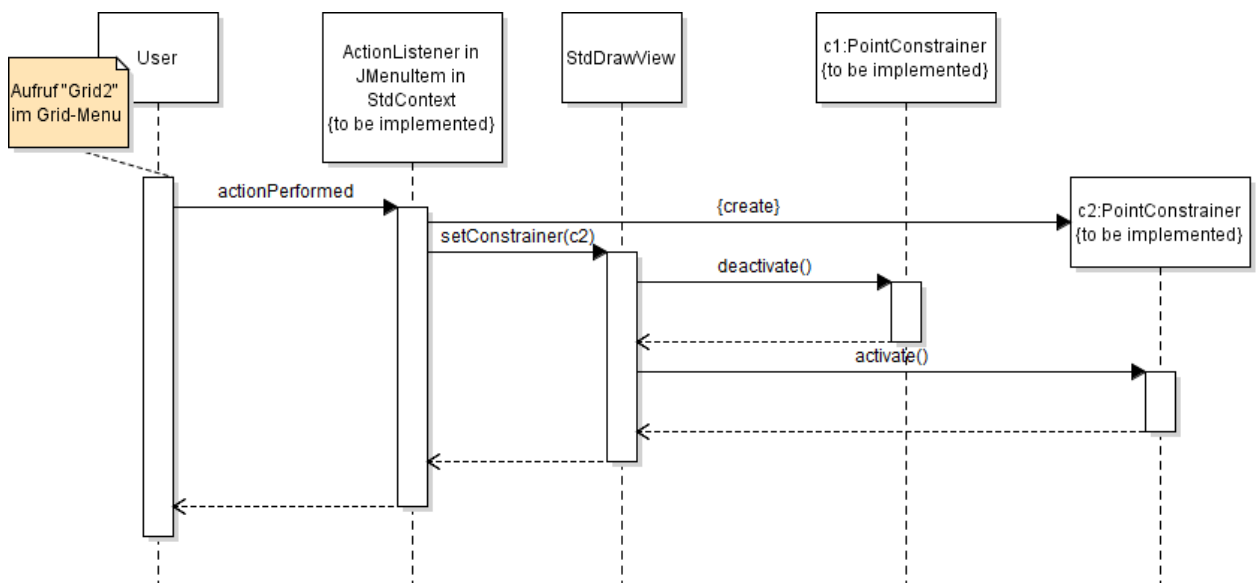 User
Aufruf "Grid2"
im Grid-Menu
ActionListener in
JMenuItem in
StdContext
{to be implemented}
StdDrawView
c1:PointConstrainer
{to be implemented}
c2:PointConstrainer
{to be implemented}
actionPerformed
{create}
setConstrainer(c2)
deactivate()
activate()